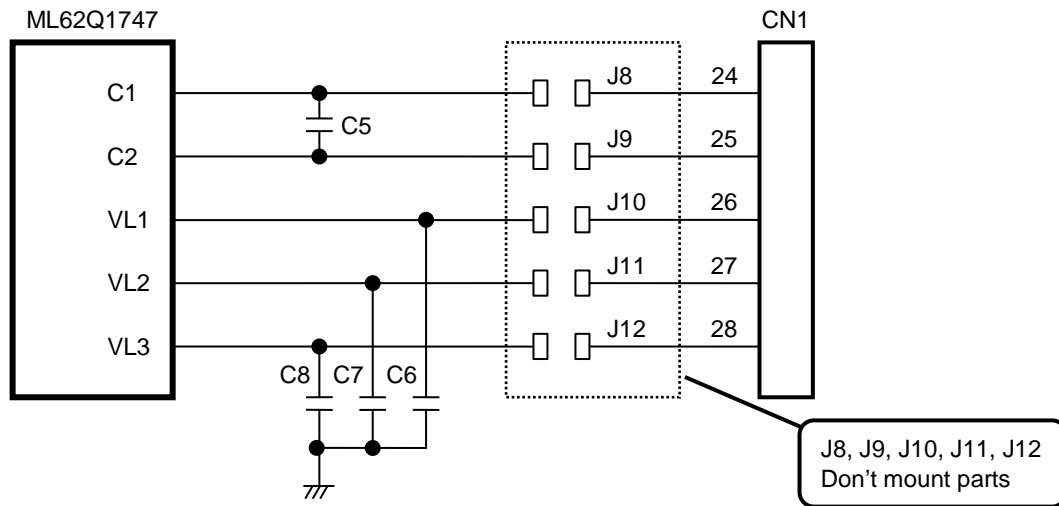 ML62Q1747
CN1
C1
J8
24
C5
C2
J9
25
VL1
J10
26
VL2
J11
27
VL3
J12
28
C8
C7
C6
J8, J9, J10, J11, J12
Don't mount parts